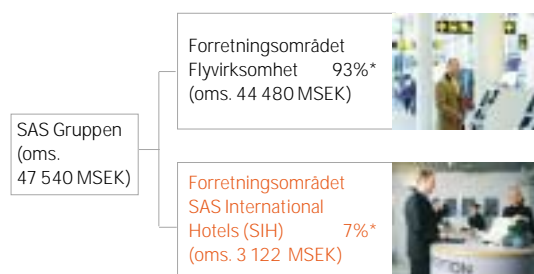 Forretningsområdet
Flyvirksomhet 93%*
(oms. 44 480 MSEK)
SAS Gruppen
(oms.
47 540 MSEK)
Forretningsområdet
SAS International
Hotels (SIH) 7%*
(oms. 3 122 MSEK)